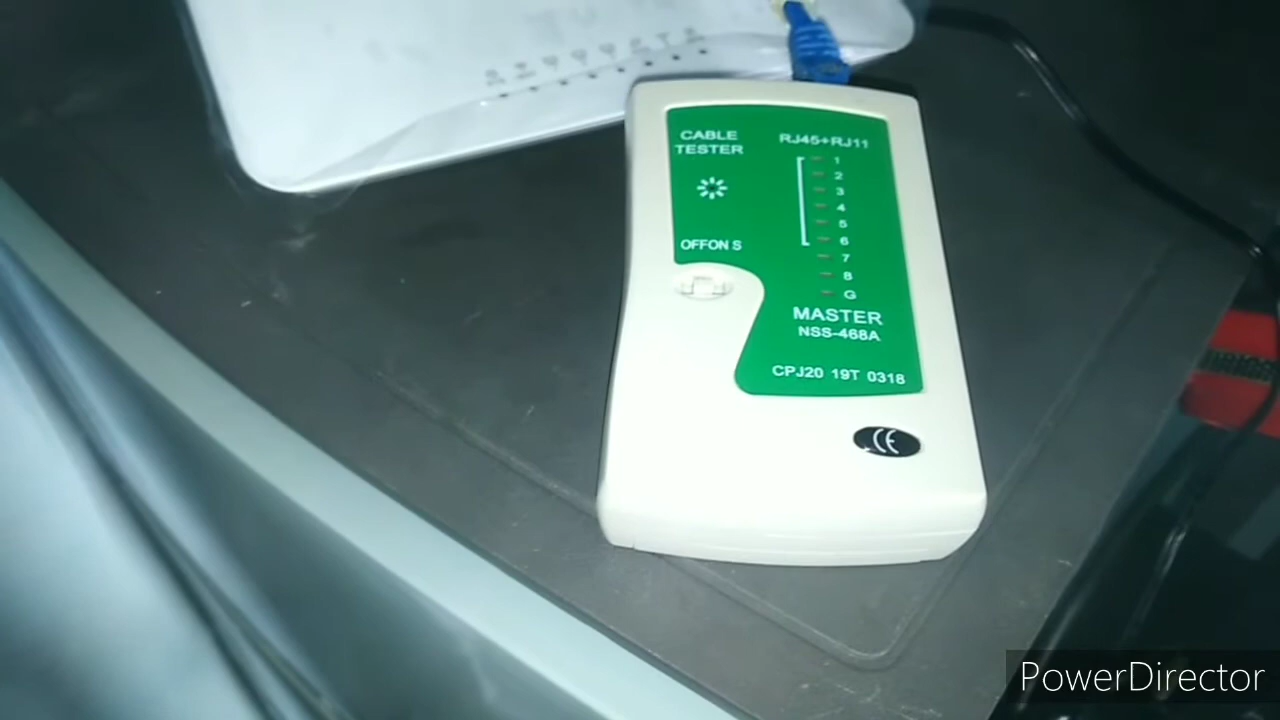 CABLE
TESTER
RJ45+RJ11
1
2
3
4
5
6
7
8
G
OFFON S
MASTER
NSS-468A
CPJ20 19T 0318
CE
PowerDirector